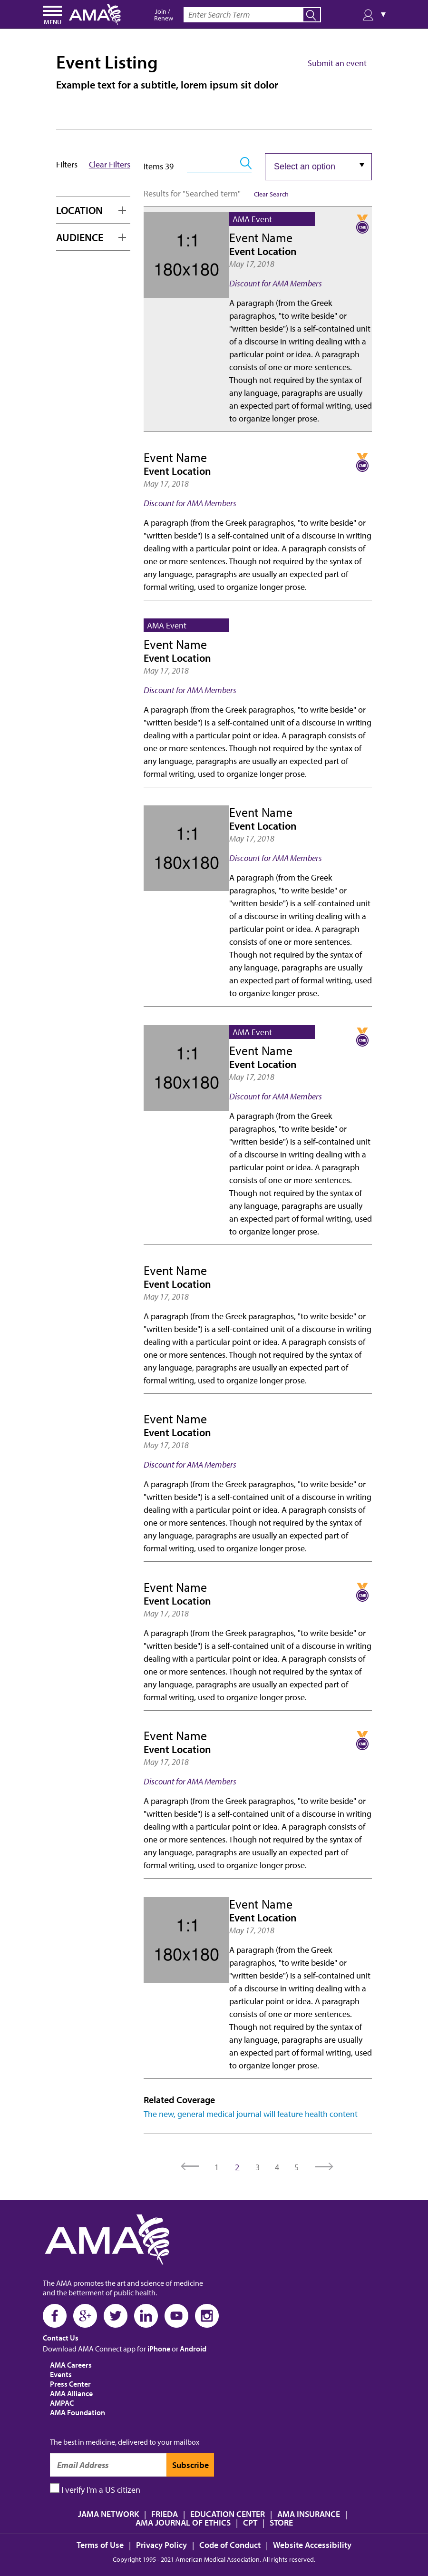 MENU
AMA
Join /
Renew
Enter Search Term
Event Listing
Submit an event
Example text for a subtitle, lorem ipsum sit dolor
Filters
Clear Filters
LOCATION
AUDIENCE
Items 39
Select an option
Results for "Searched term"
Clear Search
1:1
180x180
AMA Event
CME
Event Name
Event Location
May 17, 2018
Discount for AMA Members
A paragraph (from the Greek
paragraphos, "to write beside" or
"written beside") is a self-contained unit
of a discourse in writing dealing with a
particular point or idea. A paragraph
consists of one or more sentences.
Though not required by the syntax of
any language, paragraphs are usually
an expected part of formal writing, used
to organize longer prose.
Event Name
CME
Event Location
May 17, 2018
Discount for AMA Members
A paragraph (from the Greek paragraphos, "to write beside" or
"written beside") is a self-contained unit of a discourse in writing
dealing with a particular point or idea. A paragraph consists of
one or more sentences. Though not required by the syntax of
any language, paragraphs are usually an expected part of
formal writing, used to organize longer prose.
AMA Event
Event Name
Event Location
May 17, 2018
Discount for AMA Members
A paragraph (from the Greek paragraphos, "to write beside" or
"written beside") is a self-contained unit of a discourse in writing
dealing with a particular point or idea. A paragraph consists of
one or more sentences. Though not required by the syntax of
any language, paragraphs are usually an expected part of
formal writing, used to organize longer prose.
1:1
180x180
Event Name
Event Location
May 17, 2018
Discount for AMA Members
A paragraph (from the Greek
paragraphos, "to write beside" or
"written beside") is a self-contained unit
of a discourse in writing dealing with a
particular point or idea. A paragraph
consists of one or more sentences.
Though not required by the syntax of
any language, paragraphs are usually
an expected part of formal writing, used
to organize longer prose.
1:1
180x180
AMA Event
CME
Event Name
Event Location
May 17, 2018
Discount for AMA Members
A paragraph (from the Greek
paragraphos, "to write beside" or
"written beside") is a self-contained unit
of a discourse in writing dealing with a
particular point or idea. A paragraph
consists of one or more sentences.
Though not required by the syntax of
any language, paragraphs are usually
an expected part of formal writing, used
to organize longer prose.
Event Name
Event Location
May 17, 2018
A paragraph (from the Greek paragraphos, "to write beside" or
"written beside") is a self-contained unit of a discourse in writing
dealing with a particular point or idea. A paragraph consists of
one or more sentences. Though not required by the syntax of
any language, paragraphs are usually an expected part of
formal writing, used to organize longer prose.
Event Name
Event Location
May 17, 2018
Discount for AMA Members
A paragraph (from the Greek paragraphos, "to write beside" or
"written beside") is a self-contained unit of a discourse in writing
dealing with a particular point or idea. A paragraph consists of
one or more sentences. Though not required by the syntax of
any language, paragraphs are usually an expected part of
formal writing, used to organize longer prose.
Event Name
CME
Event Location
May 17, 2018
A paragraph (from the Greek paragraphos, "to write beside" or
"written beside") is a self-contained unit of a discourse in writing
dealing with a particular point or idea. A paragraph consists of
one or more sentences. Though not required by the syntax of
any language, paragraphs are usually an expected part of
formal writing, used to organize longer prose.
Event Name
CME
Event Location
May 17, 2018
Discount for AMA Members
A paragraph (from the Greek paragraphos, "to write beside" or
"written beside") is a self-contained unit of a discourse in writing
dealing with a particular point or idea. A paragraph consists of
one or more sentences. Though not required by the syntax of
any language, paragraphs are usually an expected part of
formal writing, used to organize longer prose.
1:1
180x180
Event Name
Event Location
May 17, 2018
A paragraph (from the Greek
paragraphos, "to write beside" or
"written beside") is a self-contained unit
of a discourse in writing dealing with a
particular point or idea. A paragraph
consists of one or more sentences.
Though not required by the syntax of
any language, paragraphs are usually
an expected part of formal writing, used
to organize longer prose.
Related Coverage
The new, general medical journal will feature health content
1 2 3 4 5
AMA
The AMA promotes the art and science of medicine
and the betterment of public health.
Contact Us
Download AMA Connect app for iPhone or Android
AMA Careers
Events
Press Center
AMA Alliance
AMPAC
AMA Foundation
The best in medicine, delivered to your mailbox
Email Address
Subscribe
I verify I'm a US citizen
JAMA NETWORK | FRIEDA | EDUCATION CENTER | AMA INSURANCE |
AMA JOURNAL OF ETHICS | CPT | STORE
Terms of Use | Privacy Policy | Code of Conduct | Website Accessibility
Copyright 1995 - 2021 American Medical Association. All rights reserved.